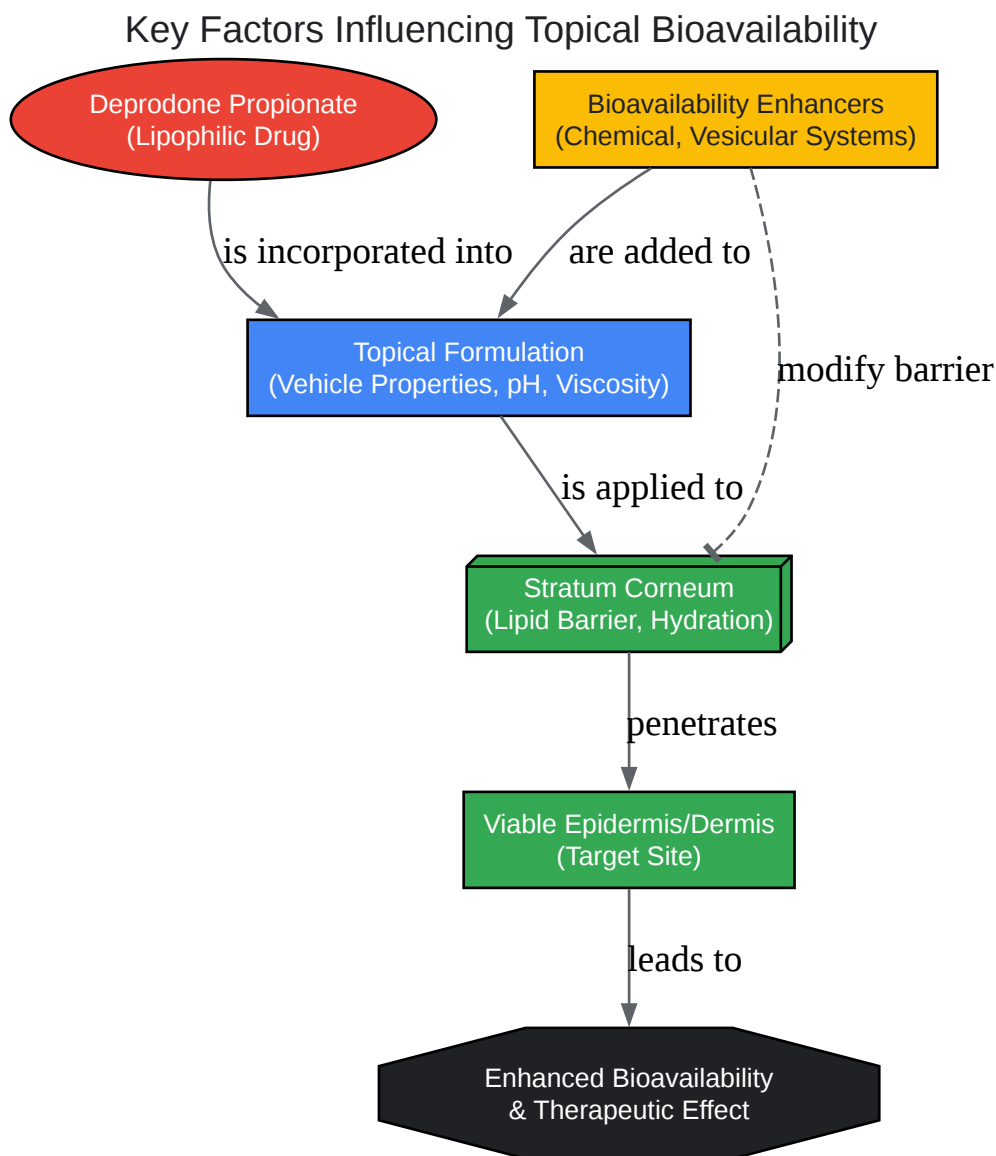 Key Factors Influencing Topical Bioavailability
Deprodone Propionate
(Lipophilic Drug)
Bioavailability Enhancers
(Chemical, Vesicular Systems)
is incorporated into
are added to
Topical Formulation
(Vehicle Properties, pH, Viscosity)
modify barrier
is applied to
Stratum Corneum
(Lipid Barrier, Hydration)
penetrates
Viable Epidermis/Dermis
(Target Site)
leads to
Enhanced Bioavailability
& Therapeutic Effect